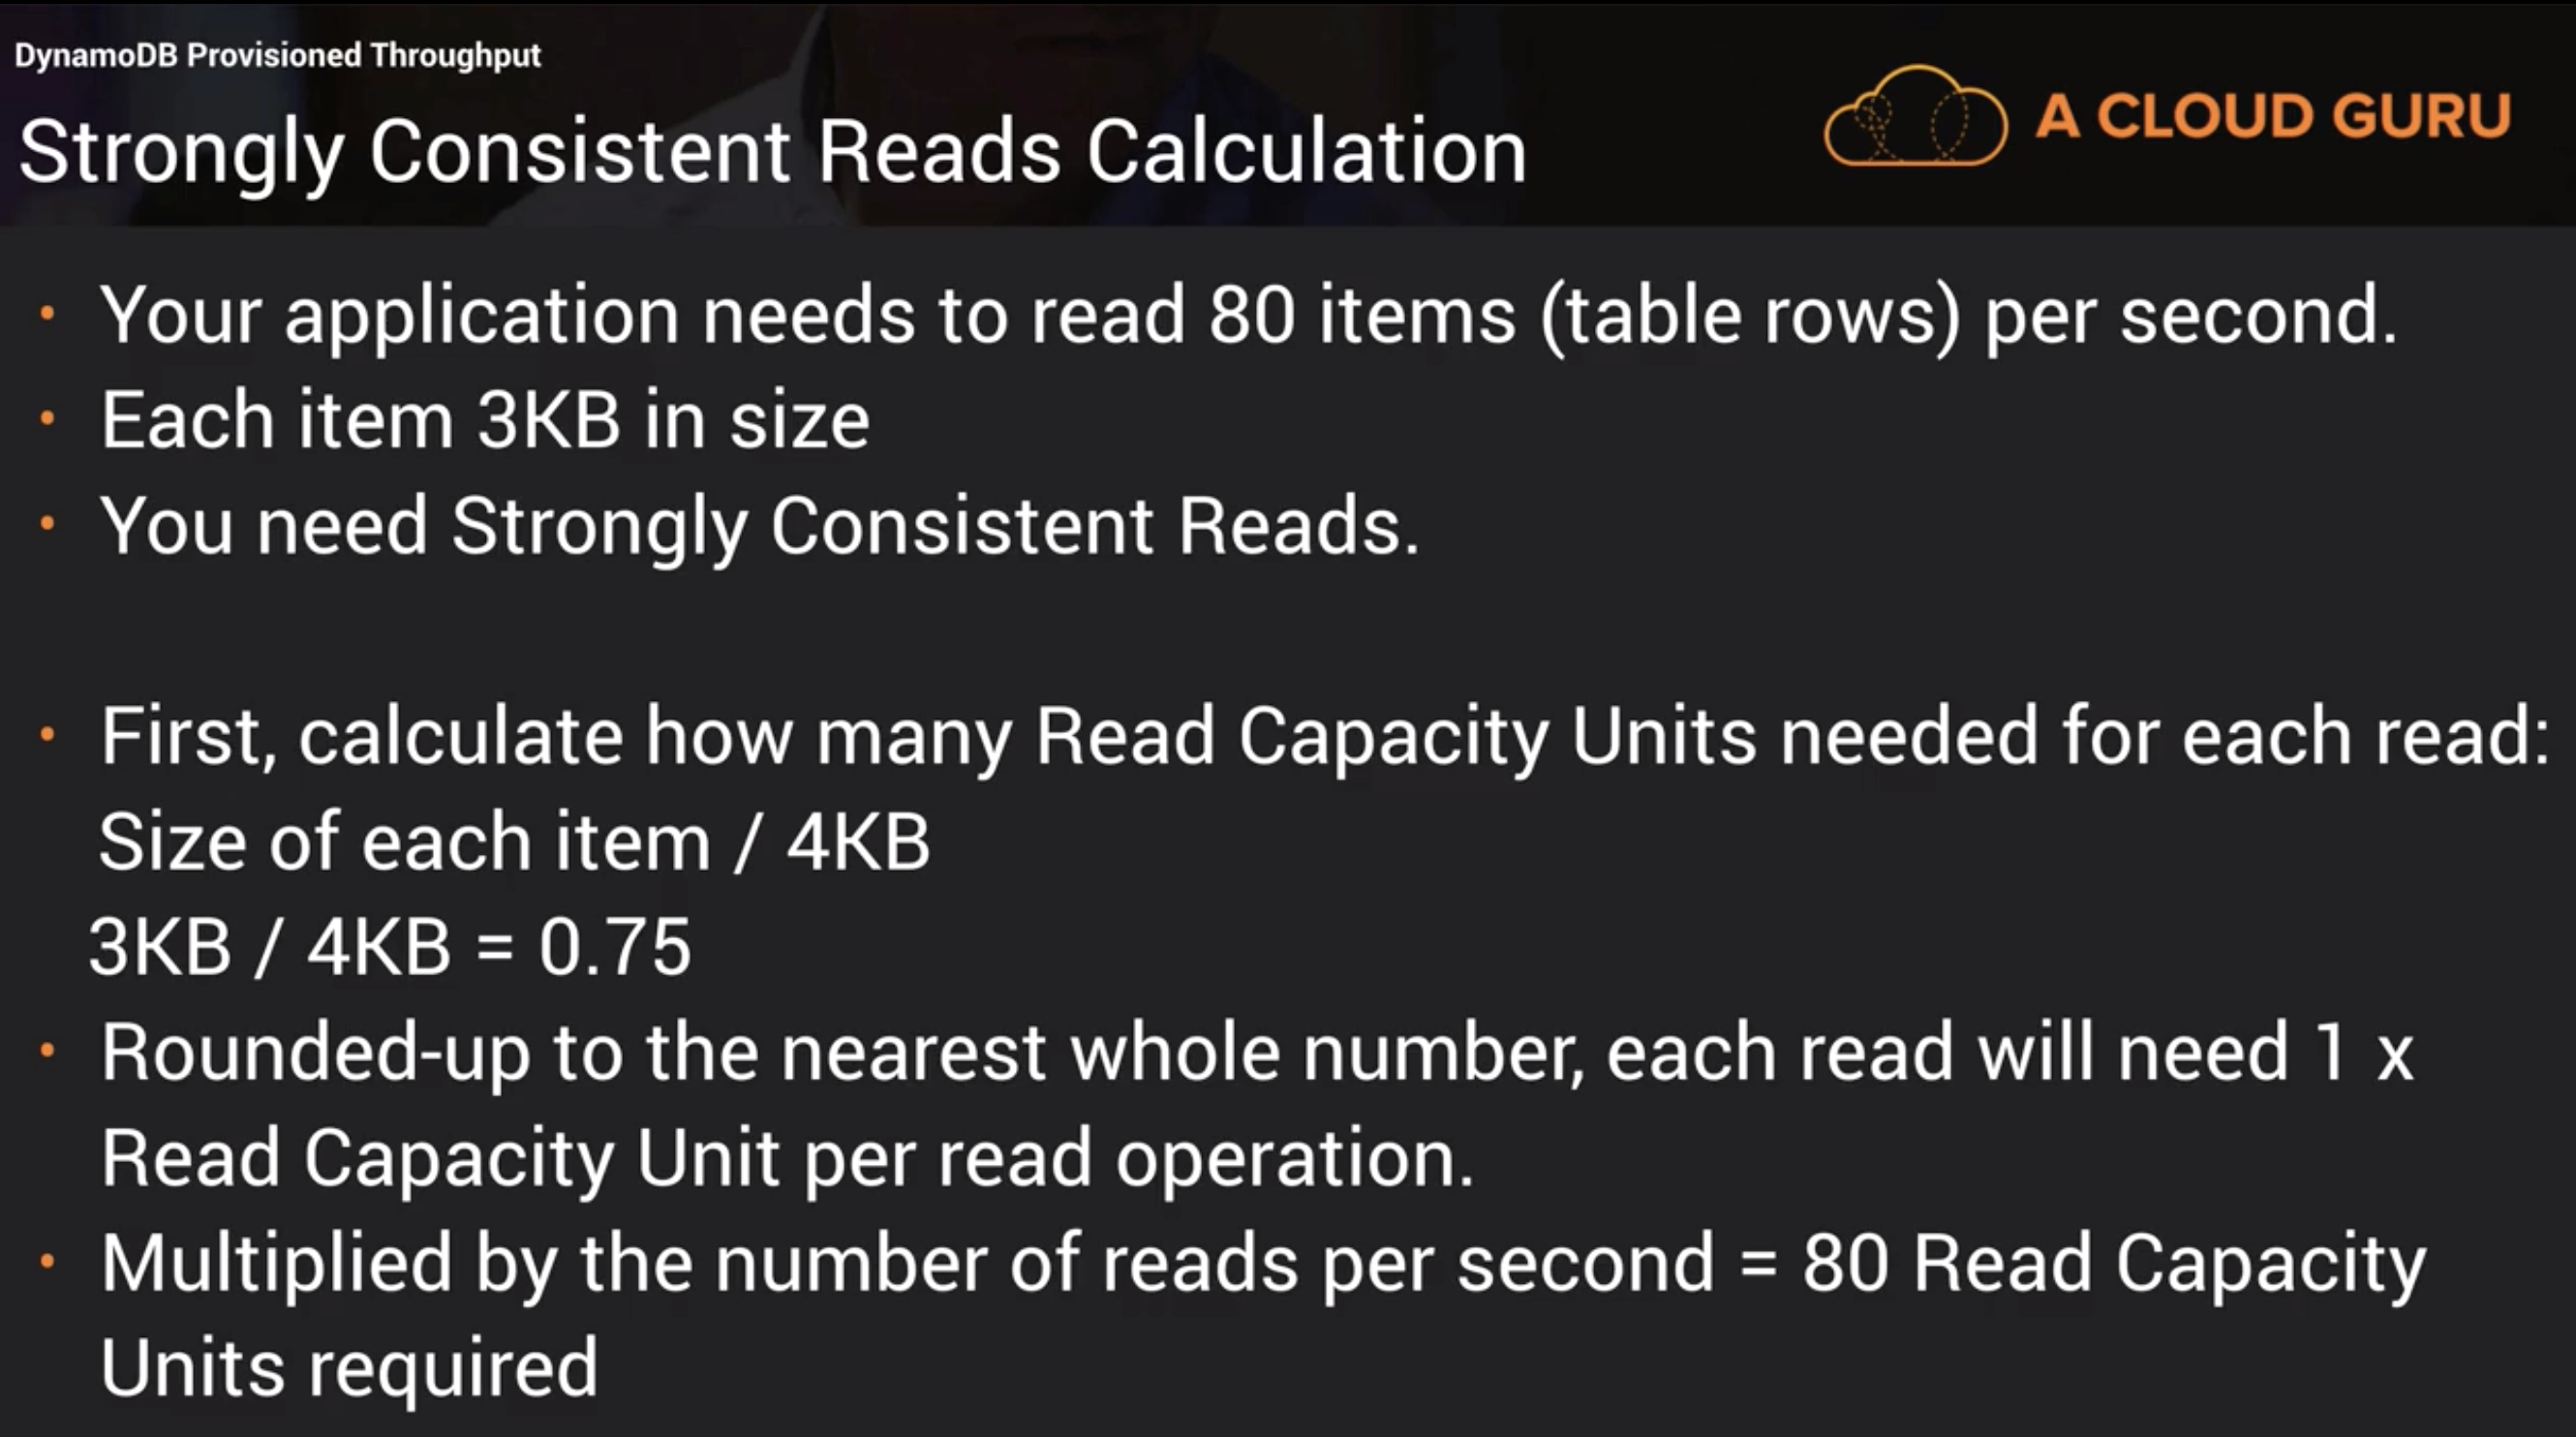 DynamoDB Provisioned Throughput
Strongly Consistent Reads Calculation
A CLOUD GURU
• Your application needs to read 80 items (table rows) per second.
• Each item 3KB in size
• You need Strongly Consistent Reads.
• First, calculate how many Read Capacity Units needed for each read:
Size of each item / 4KB
3KB / 4KB = 0.75
• Rounded-up to the nearest whole number, each read will need 1 x
Read Capacity Unit per read operation.
• Multiplied by the number of reads per second = 80 Read Capacity
Units required